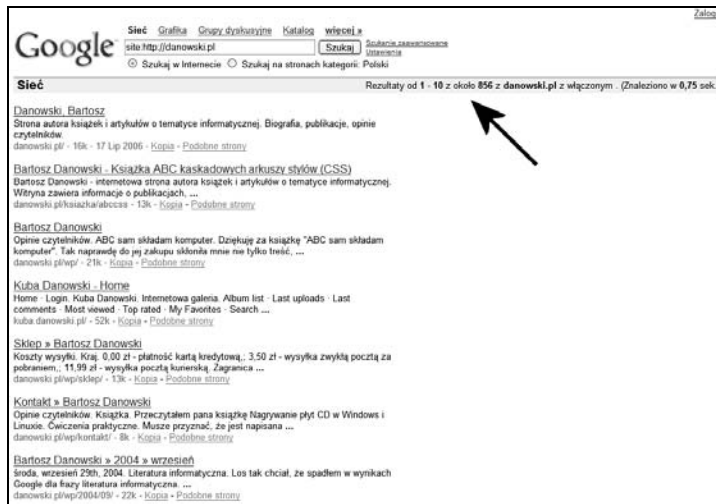 Zalog
Google
Sieć Grafika Grupy dyskusyjne Katalog więcej »
site:http://danowski.pl Szukaj Szukanie zaawansowane
Ustawienia
Szukaj w Internecie Szukaj na stronach kategorii: Polski
Sieć Rezultaty od 1 - 10 z około 856 z danowski.pl z włączonym . (Znaleziono w 0,75 sek.
Danowski, Bartosz
Strona autora książek i artykułów o tematyce informatycznej. Biografia, publikacje, opinie
czytelników.
danowski.pl/ - 16k - 17 Lip 2006 - Kopia - Podobne strony
Bartosz Danowski - Książka ABC kaskadowych arkuszy stylów (CSS)
Bartosz Danowski - internetowa strona autora książek i artykułów o tematyce informatycznej.
Witryna zawiera informacje o publikacjach, ...
danowski.pl/ksiazka/abccss - 13k - Kopia - Podobne strony
Bartosz Danowski
Opinie czytelników. ABC sam składam komputer. Dziękuję za książkę "ABC sam składam
komputer". Tak naprawdę do jej zakupu skłoniła mnie nie tylko treść, ...
danowski.pl/wp/ - 21k - Kopia - Podobne strony
Kuba Danowski - Home
Home · Login. Kuba Danowski. Internetowa galeria. Album list · Last uploads · Last
comments · Most viewed · Top rated · My Favorites · Search ...
kuba.danowski.pl/ - 52k - Kopia - Podobne strony
Sklep » Bartosz Danowski
Koszty wysyłki. Kraj. 0,00 zł - płatność kartą kredytową,; 3,50 zł - wysyłka zwykłą pocztą za
pobraniem,; 11,99 zł - wysyłka pocztą kurierską. Zagranica ...
danowski.pl/wp/sklep/ - 13k - Kopia - Podobne strony
Kontakt » Bartosz Danowski
Opinie czytelników. Książka. Przeczytałem pana książkę Nagrywanie płyt CD w Windows i
Linuxie. Ćwiczenia praktyczne. Musze przyznać, że jest napisana ...
danowski.pl/wp/kontakt/ - 8k - Kopia - Podobne strony
Bartosz Danowski » 2004 » wrzesień
środa, wrzesień 29th, 2004. Literatura informatyczna. Los tak chciał, że spadłem w wynikach
Google dla frazy literatura informatyczna. ...
danowski.pl/wp/2004/09/ - 22k - Kopia - Podobne strony